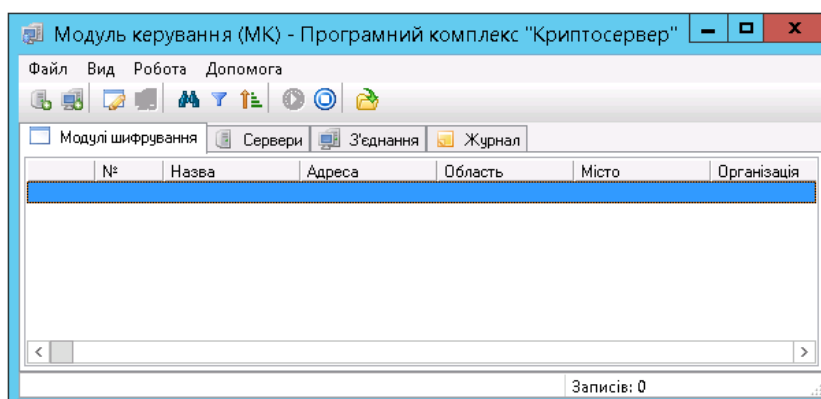 Модуль керування (МК) - Програмний комплекс "Криптосервер"
Файл Вид Робота Допомога
Модулі шифрування Сервери З'єднання Журнал
№ Назва Адреса Область Місто Організація
Записів: 0